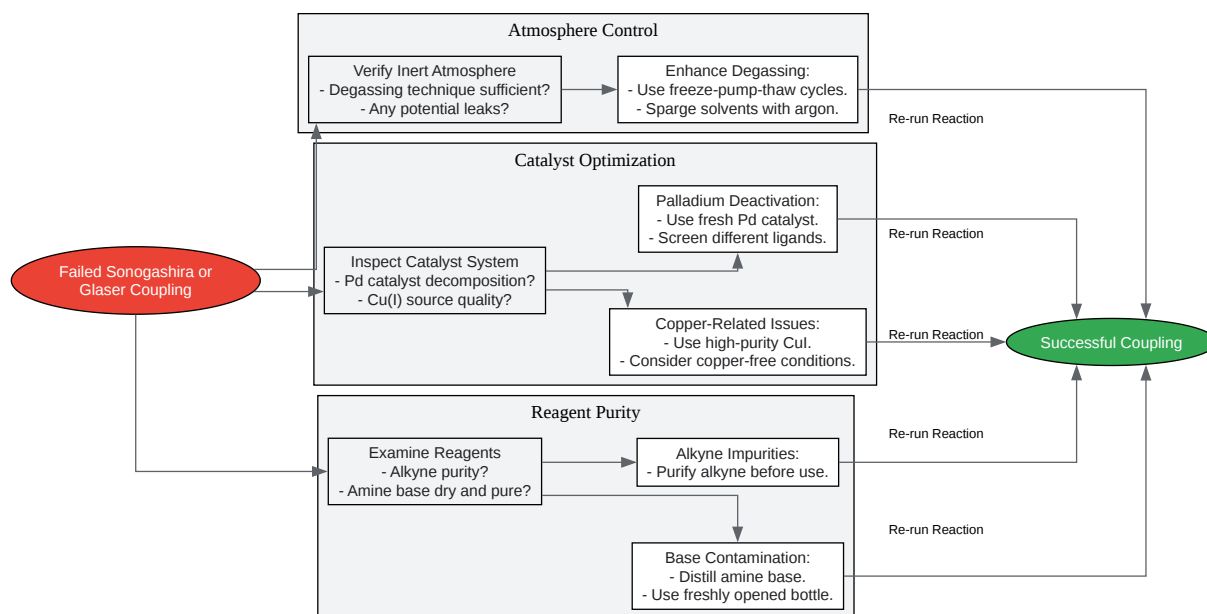 Atmosphere Control
Verify Inert Atmosphere
- Degassing technique sufficient?
- Any potential leaks?
Enhance Degassing:
- Use freeze-pump-thaw cycles.
- Sparge solvents with argon.
Re-run Reaction
Catalyst Optimization
Palladium Deactivation:
- Use fresh Pd catalyst.
- Screen different ligands.
Re-run Reaction
Failed Sonogashira or
Glaser Coupling
Inspect Catalyst System
- Pd catalyst decomposition?
- Cu(I) source quality?
Copper-Related Issues:
- Use high-purity CuI.
- Consider copper-free conditions.
Re-run Reaction
Successful Coupling
Reagent Purity
Examine Reagents
- Alkyne purity?
- Amine base dry and pure?
Alkyne Impurities:
- Purify alkyne before use.
Re-run Reaction
Base Contamination:
- Distill amine base.
- Use freshly opened bottle.
Re-run Reaction